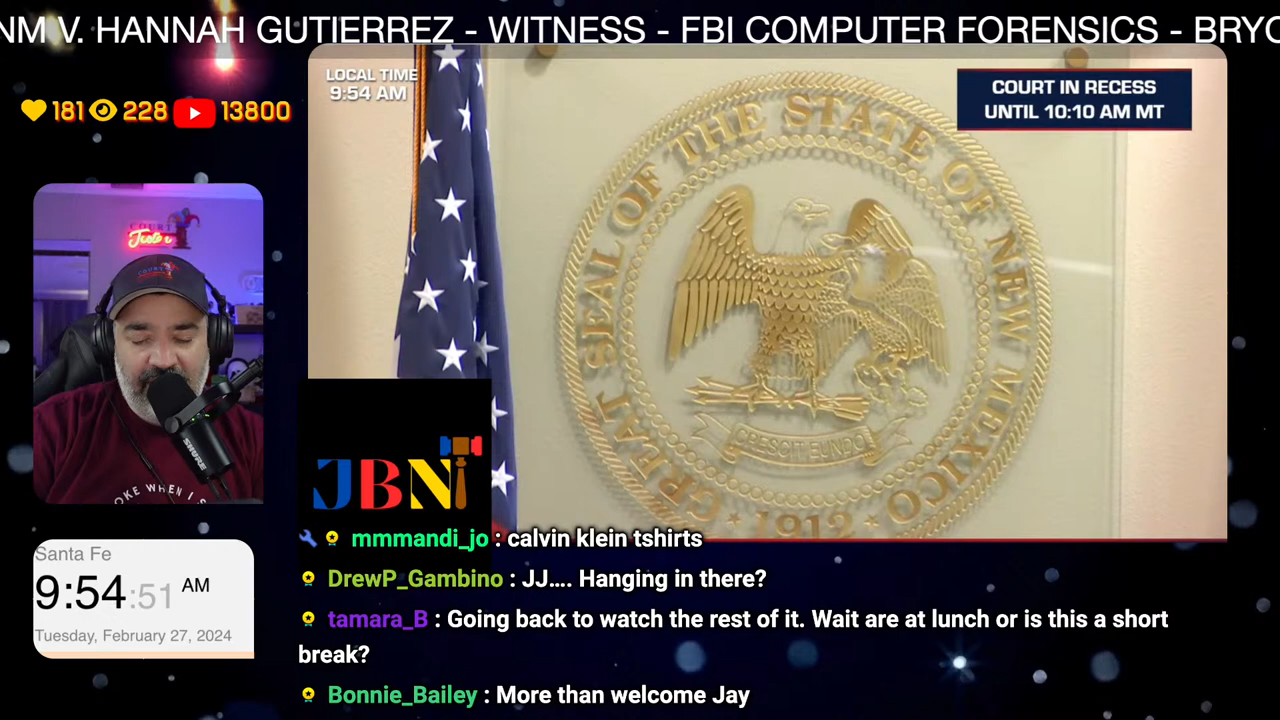 NM V. HANNAH GUTIERREZ - WITNESS - FBI COMPUTER FORENSICS - BRYC
181 228 13800
LOCAL TIME
9:54 AM
COURT IN RECESS
UNTIL 10:10 AM MT
GREAT SEAL OF THE STATE OF NEW MEXICO
CRESCIT EUNDO
* 1912 *
SHURE
OKE WHEN I S
JBN
mmmandi_jo : calvin klein tshirts
DrewP_Gambino : JJ.... Hanging in there?
tamara_B : Going back to watch the rest of it. Wait are at lunch or is this a short
break?
Bonnie_Bailey : More than welcome Jay
Santa Fe
9:54:51 AM
Tuesday, February 27, 2024